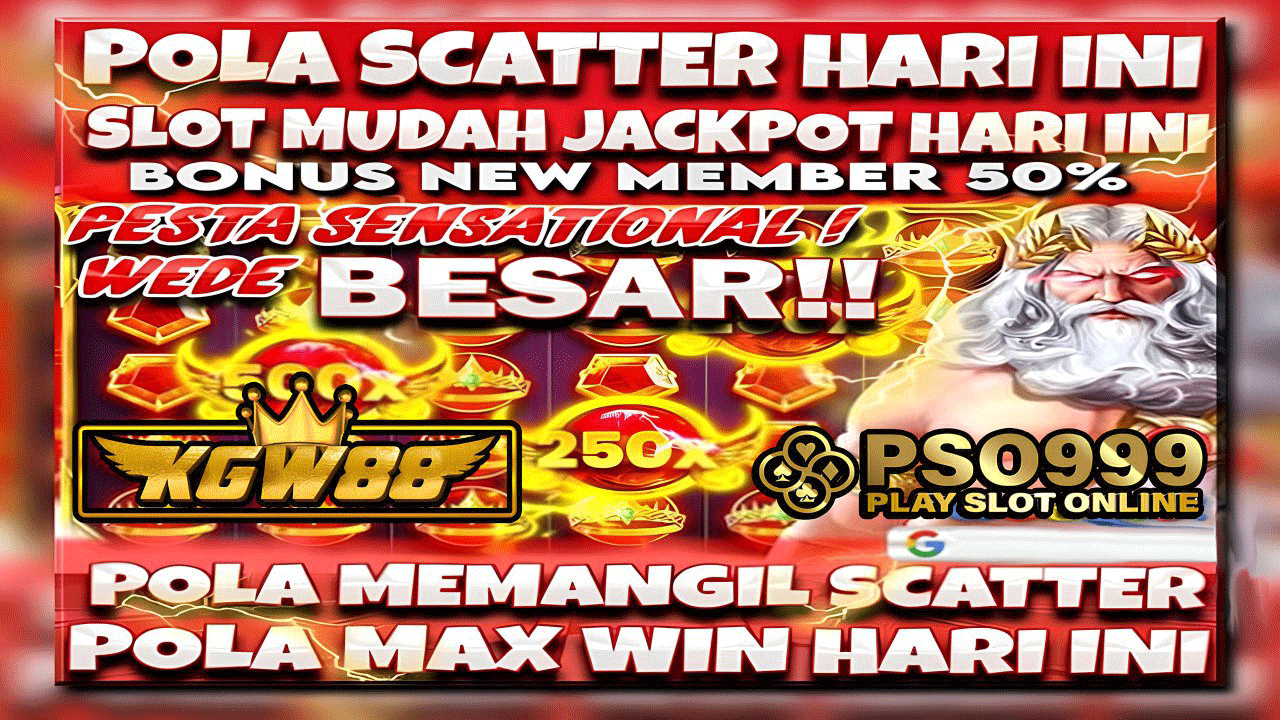 POLA SCATTER HARI INI
SLOT MUDAH JACKPOT HARI INI
BONUS NEW MEMBER 50%
PESTA SENSATIONAL !
WEDE BESAR!!
500x
250x
KGW88
PSO999
PLAY SLOT ONLINE
G
POLA MEMANGIL SCATTER
POLA MAX WIN HARI INI